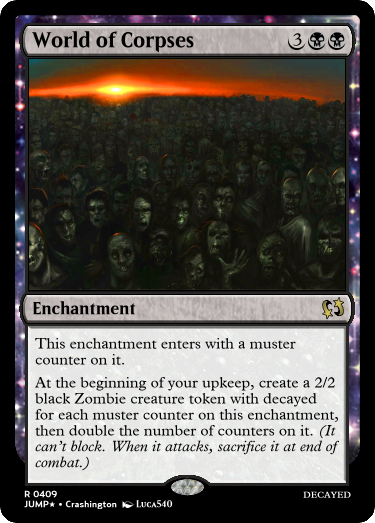 World of Corpses 3
Enchantment
This enchantment enters with a muster
counter on it.
At the beginning of your upkeep, create a 2/2
black Zombie creature token with decayed
for each muster counter on this enchantment,
then double the number of counters on it. (It
can't block. When it attacks, sacrifice it at end of
combat.)
R 0409
DECAYED
JUMP★ • Crashington LUCA540